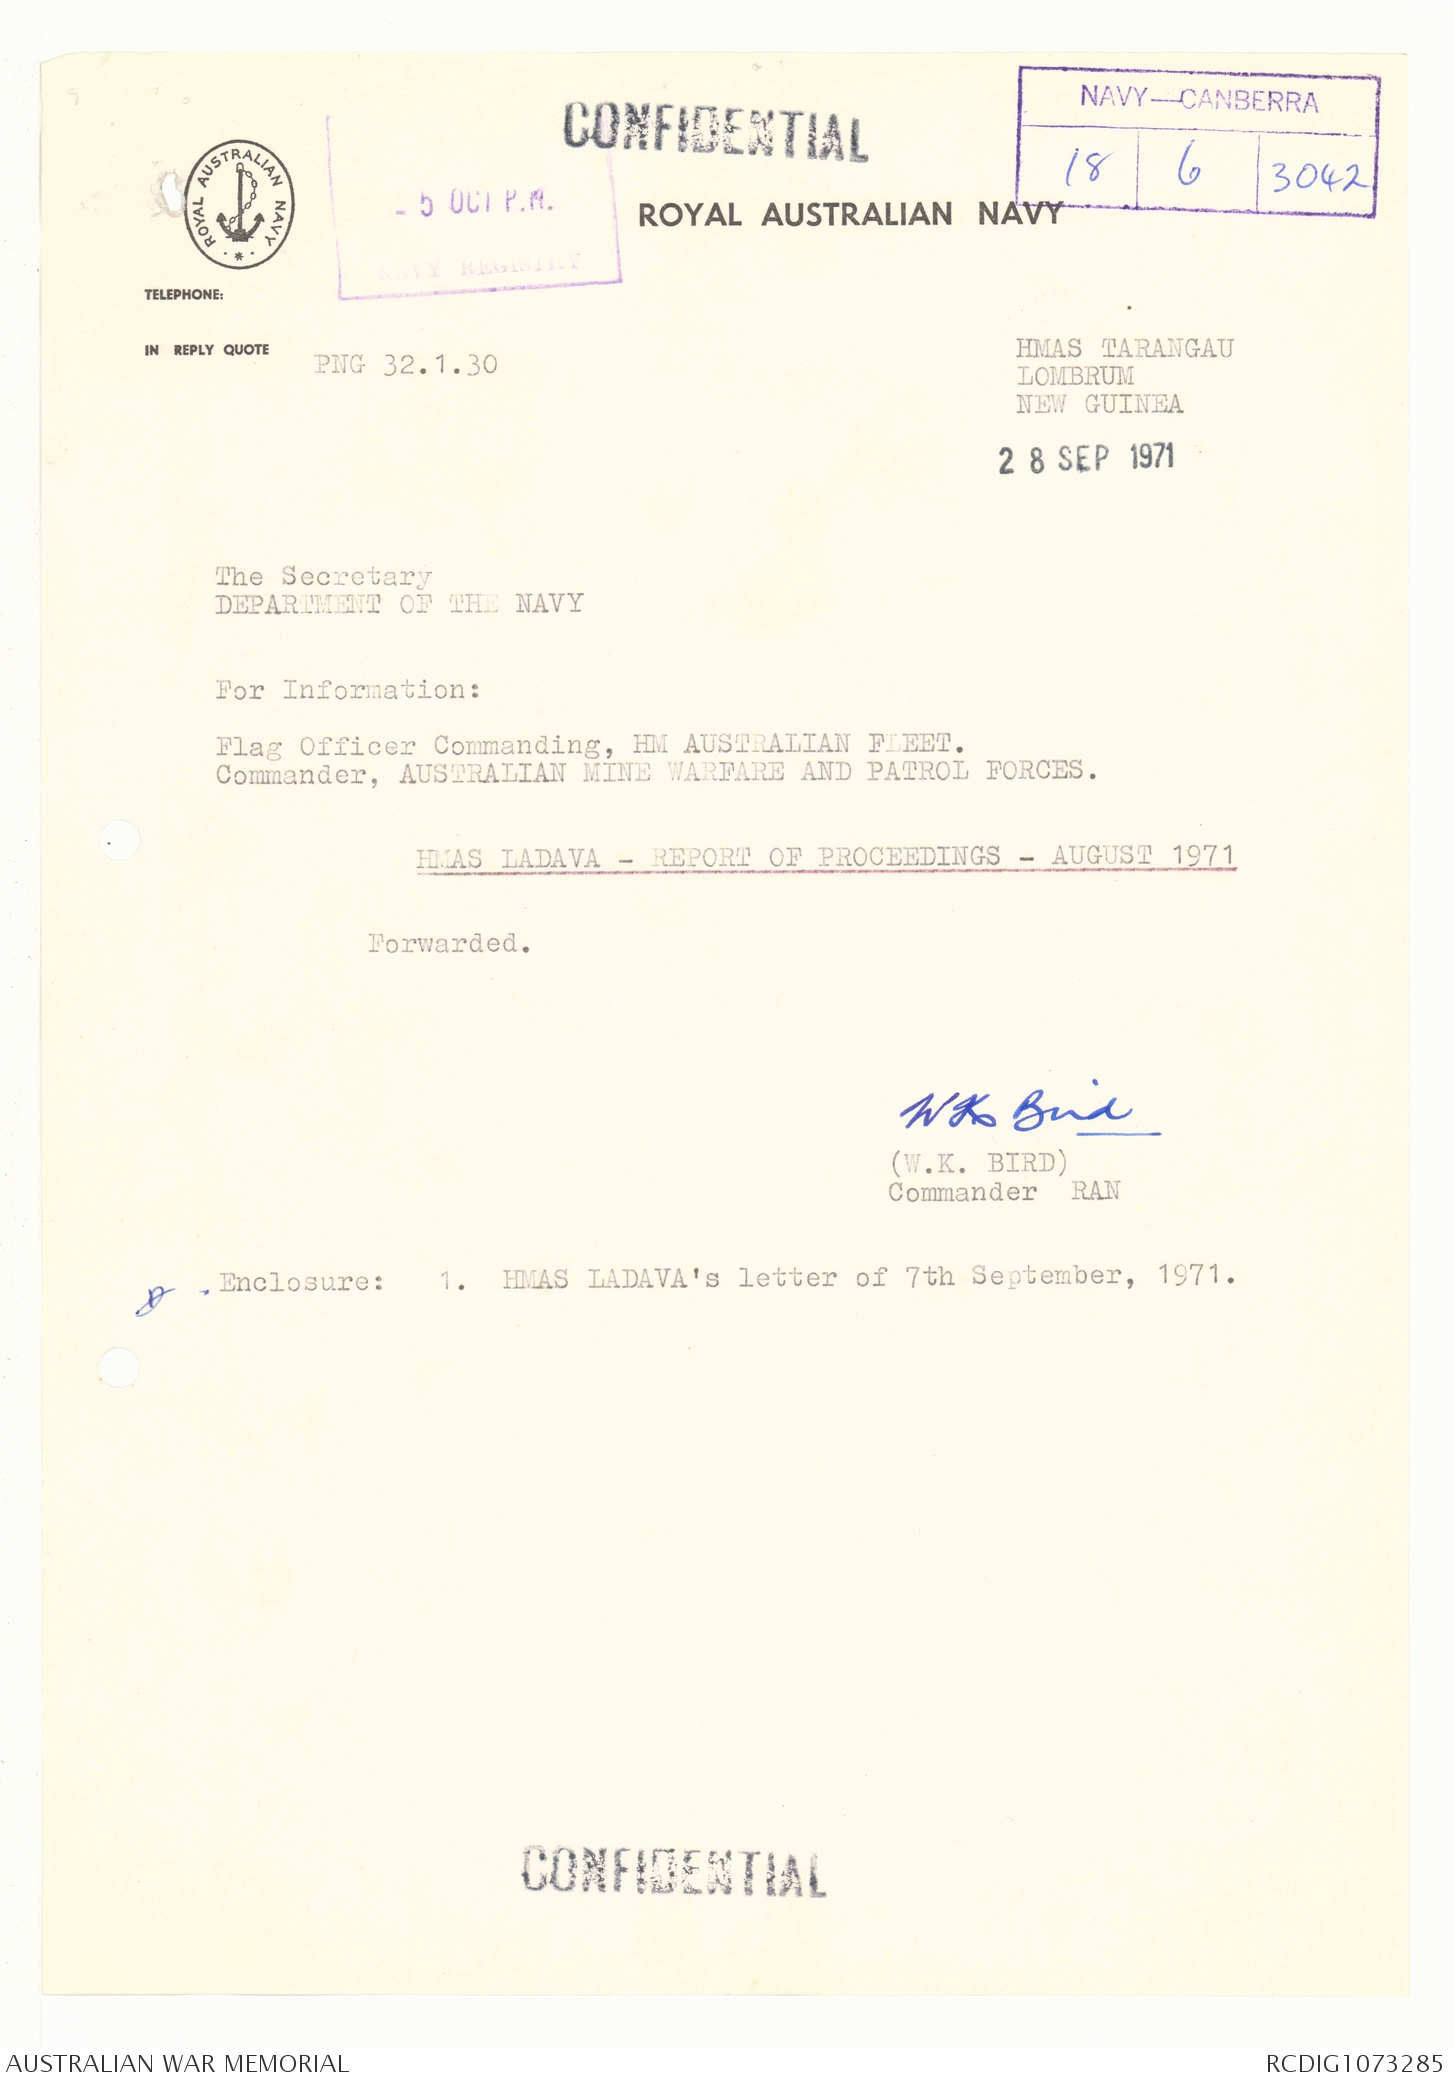 CONFIDENTIAL
NAVY—CANBERRA
18 6 3042
ROYAL AUSTRALIAN NAVY
- 5 OCT P.M.
NAVY REGISTRY
ROYAL AUSTRALIAN NAVY
TELEPHONE:
IN REPLY QUOTE
PNG 32.1.30
HMAS TARANGAU
LOMBRUM
NEW GUINEA
28 SEP 1971
The Secretary
DEPARTMENT OF THE NAVY
For Information:
Flag Officer Commanding, HM AUSTRALIAN FLEET.
Commander, AUSTRALIAN MINE WARFARE AND PATROL FORCES.
HMAS LADAVA - REPORT OF PROCEEDINGS - AUGUST 1971
Forwarded.
WK Bird
(W.K. BIRD)
Commander RAN
Enclosure: 1. HMAS LADAVA's letter of 7th September, 1971.
CONFIDENTIAL
AUSTRALIAN WAR MEMORIAL
RCDIG1073285